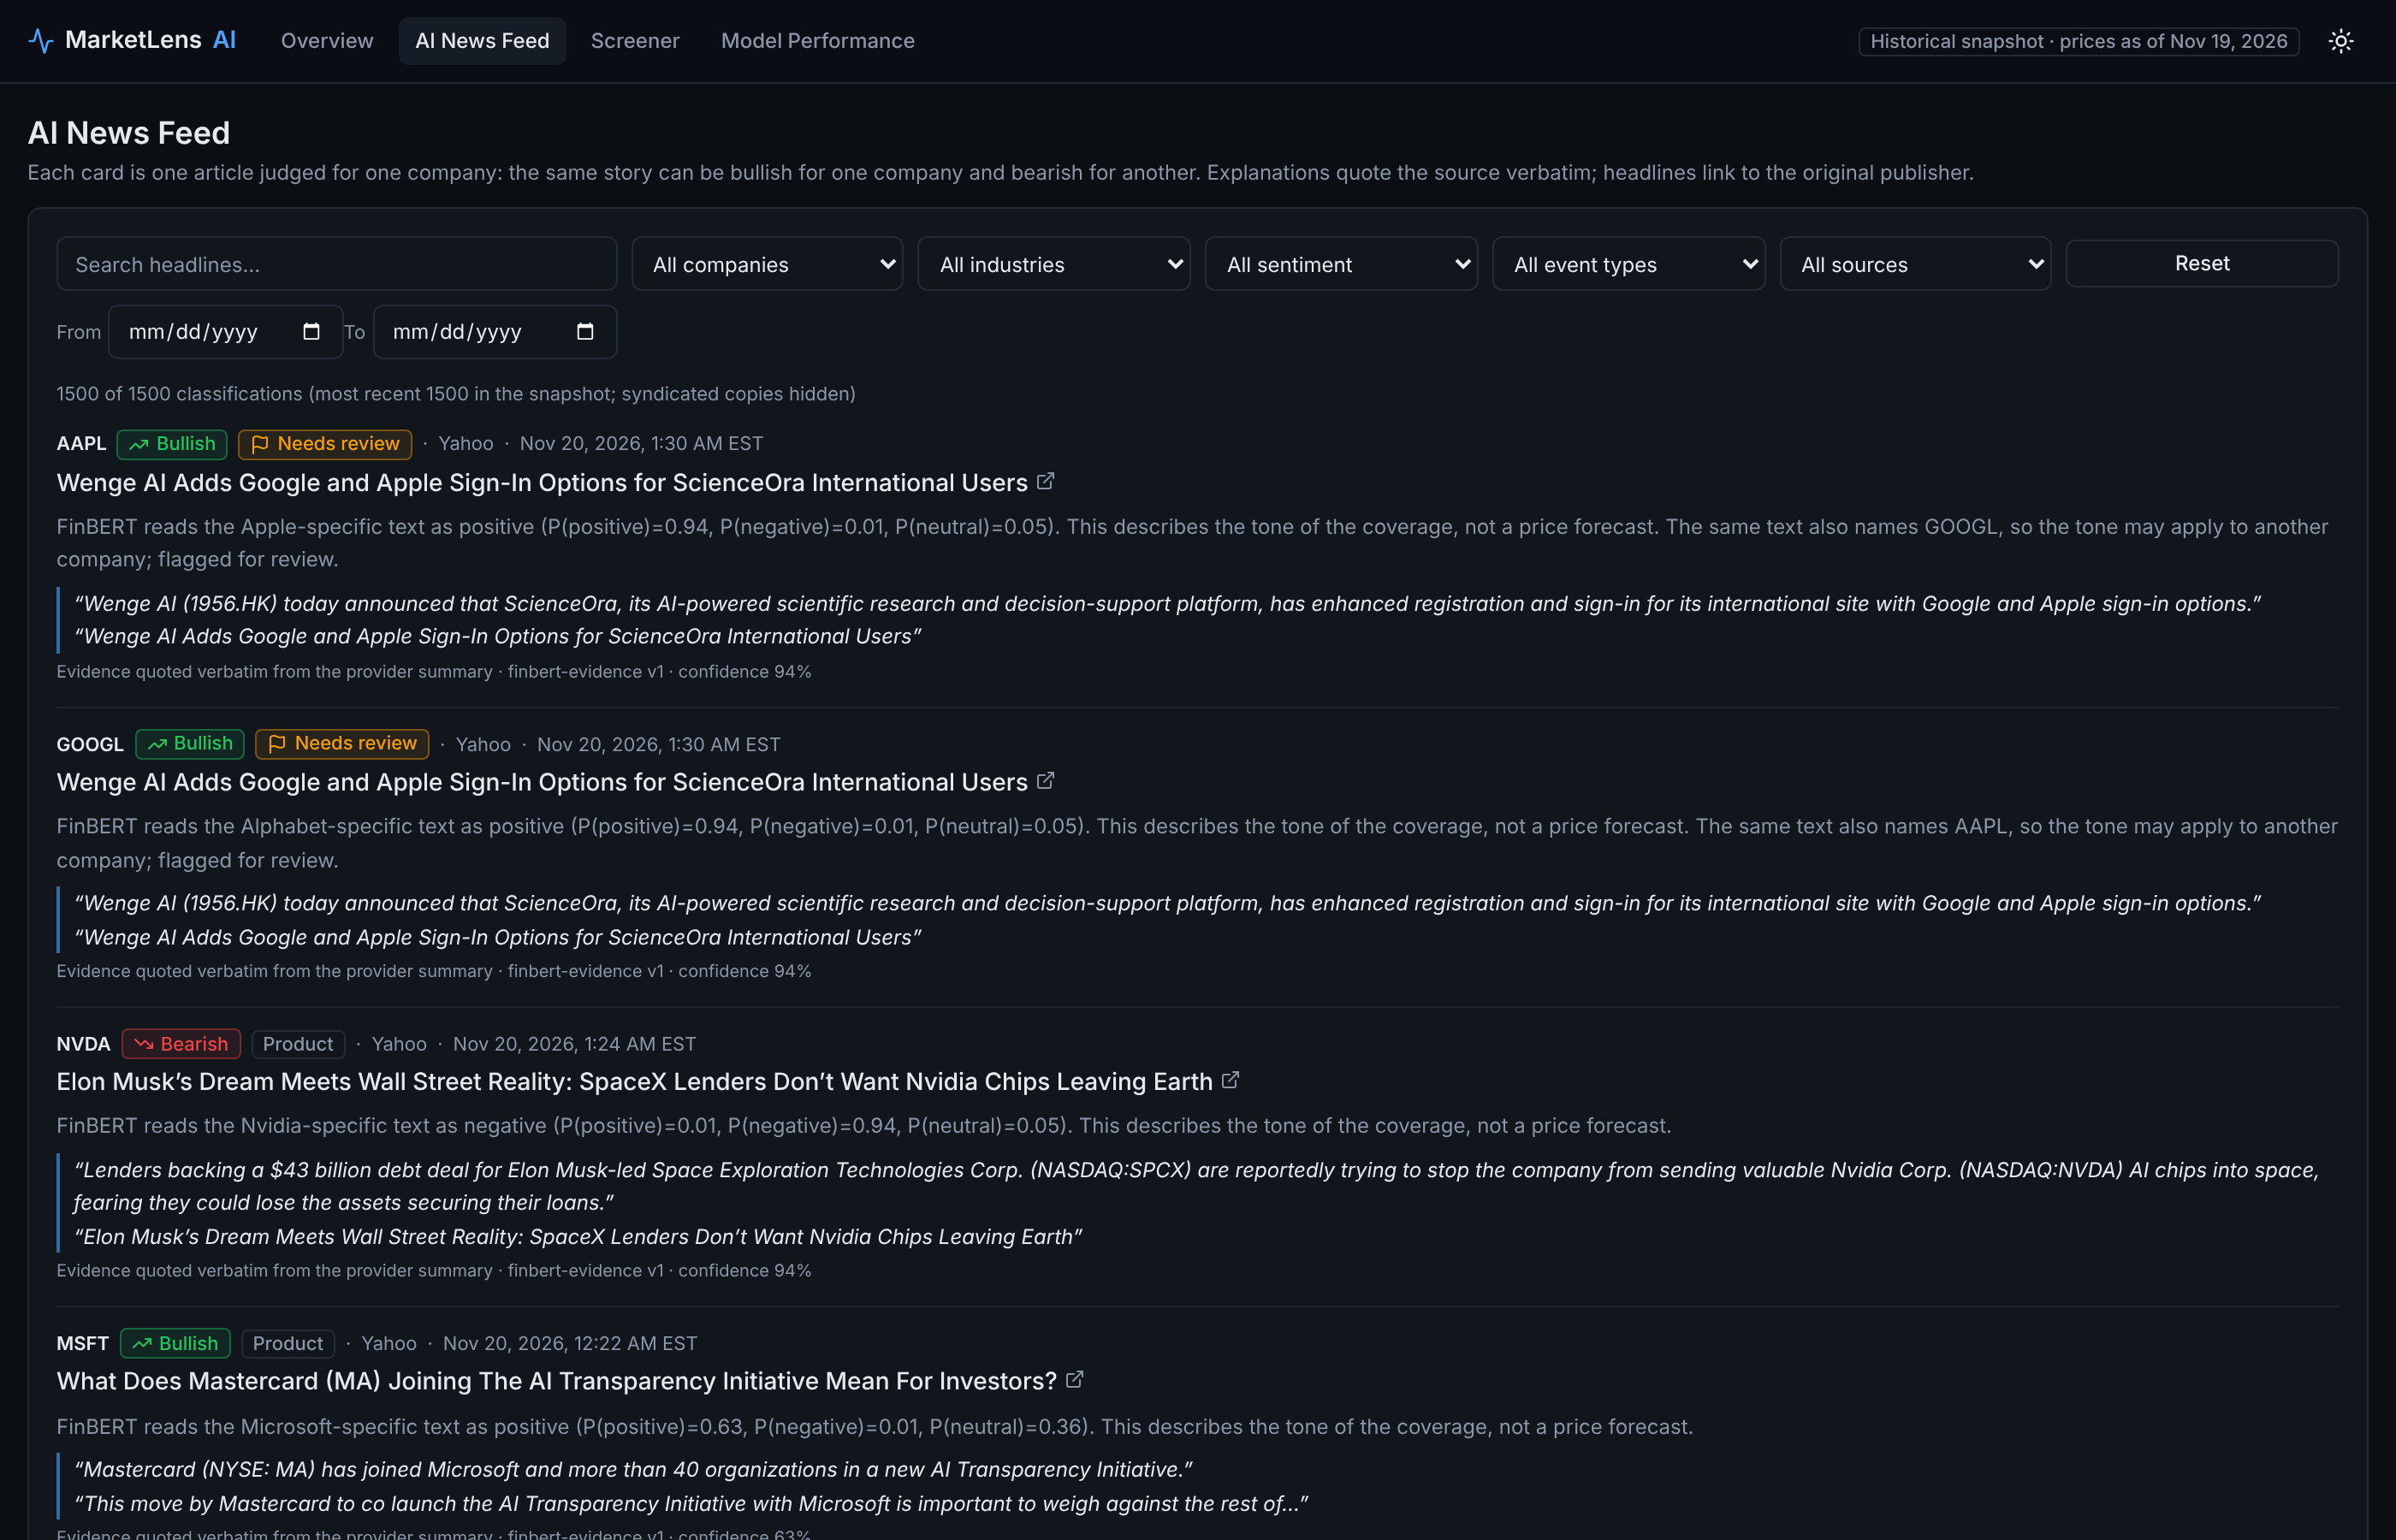 MarketLens AI
Overview
AI News Feed
Screener
Model Performance
Historical snapshot · prices as of Nov 19, 2026
AI News Feed
Each card is one article judged for one company: the same story can be bullish for one company and bearish for another. Explanations quote the source verbatim; headlines link to the original publisher.
Search headlines...
All companies
All industries
All sentiment
All event types
All sources
Reset
From mm/dd/yyyy To mm/dd/yyyy
1500 of 1500 classifications (most recent 1500 in the snapshot; syndicated copies hidden)
AAPL Bullish Needs review · Yahoo · Nov 20, 2026, 1:30 AM EST
Wenge AI Adds Google and Apple Sign-In Options for ScienceOra International Users
FinBERT reads the Apple-specific text as positive (P(positive)=0.94, P(negative)=0.01, P(neutral)=0.05). This describes the tone of the coverage, not a price forecast. The same text also names GOOGL, so the tone may apply to another
company; flagged for review.
“Wenge AI (1956.HK) today announced that ScienceOra, its AI-powered scientific research and decision-support platform, has enhanced registration and sign-in for its international site with Google and Apple sign-in options.”
“Wenge AI Adds Google and Apple Sign-In Options for ScienceOra International Users”
Evidence quoted verbatim from the provider summary · finbert-evidence v1 · confidence 94%
GOOGL Bullish Needs review · Yahoo · Nov 20, 2026, 1:30 AM EST
Wenge AI Adds Google and Apple Sign-In Options for ScienceOra International Users
FinBERT reads the Alphabet-specific text as positive (P(positive)=0.94, P(negative)=0.01, P(neutral)=0.05). This describes the tone of the coverage, not a price forecast. The same text also names AAPL, so the tone may apply to another
company; flagged for review.
“Wenge AI (1956.HK) today announced that ScienceOra, its AI-powered scientific research and decision-support platform, has enhanced registration and sign-in for its international site with Google and Apple sign-in options.”
“Wenge AI Adds Google and Apple Sign-In Options for ScienceOra International Users”
Evidence quoted verbatim from the provider summary · finbert-evidence v1 · confidence 94%
NVDA Bearish Product · Yahoo · Nov 20, 2026, 1:24 AM EST
Elon Musk’s Dream Meets Wall Street Reality: SpaceX Lenders Don’t Want Nvidia Chips Leaving Earth
FinBERT reads the Nvidia-specific text as negative (P(positive)=0.01, P(negative)=0.94, P(neutral)=0.05). This describes the tone of the coverage, not a price forecast.
“Lenders backing a $43 billion debt deal for Elon Musk-led Space Exploration Technologies Corp. (NASDAQ:SPCX) are reportedly trying to stop the company from sending valuable Nvidia Corp. (NASDAQ:NVDA) AI chips into space,
fearing they could lose the assets securing their loans.”
“Elon Musk’s Dream Meets Wall Street Reality: SpaceX Lenders Don’t Want Nvidia Chips Leaving Earth”
Evidence quoted verbatim from the provider summary · finbert-evidence v1 · confidence 94%
MSFT Bullish Product · Yahoo · Nov 20, 2026, 12:22 AM EST
What Does Mastercard (MA) Joining The AI Transparency Initiative Mean For Investors?
FinBERT reads the Microsoft-specific text as positive (P(positive)=0.63, P(negative)=0.01, P(neutral)=0.36). This describes the tone of the coverage, not a price forecast.
“Mastercard (NYSE: MA) has joined Microsoft and more than 40 organizations in a new AI Transparency Initiative.”
“This move by Mastercard to co launch the AI Transparency Initiative with Microsoft is important to weigh against the rest of...”
Evidence quoted verbatim from the provider summary · finbert-evidence v1 · confidence 63%